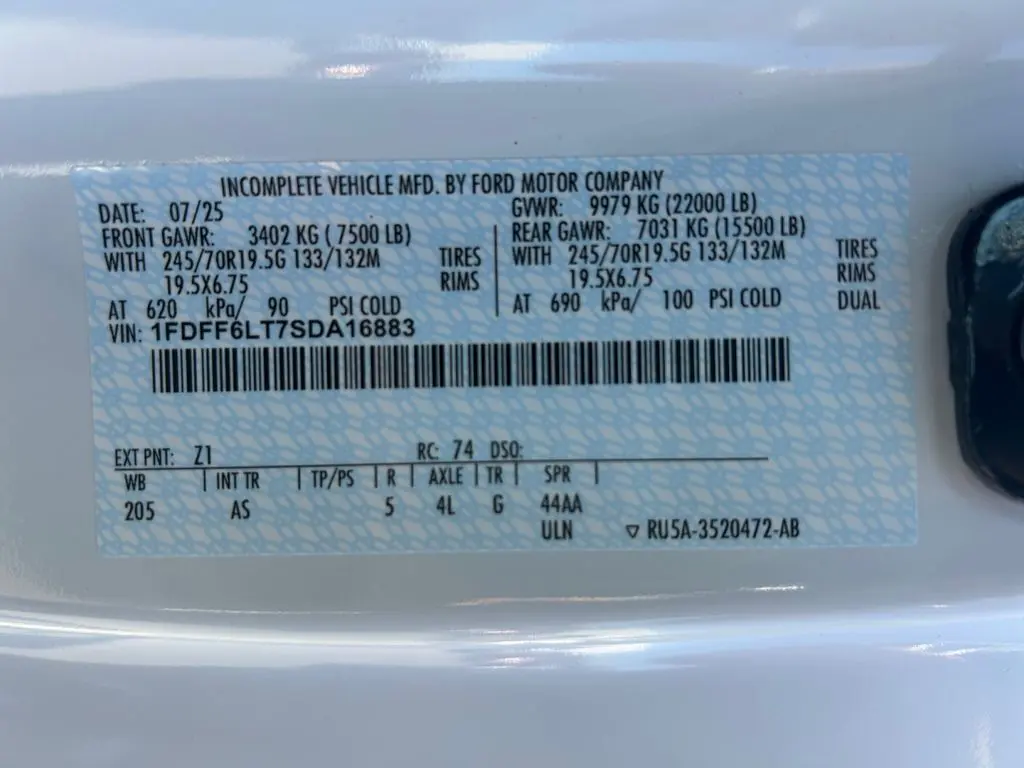 INCOMPLETE VEHICLE MFD. BY FORD MOTOR COMPANY
DATE: 07/25 GVWR: 9979 KG (22000 LB)
FRONT GAWR: 3402 KG ( 7500 LB) REAR GAWR: 7031 KG (15500 LB)
WITH 245/70R19.5G 133/132M TIRES WITH 245/70R19.5G 133/132M TIRES
19.5X6.75 RIMS 19.5X6.75 RIMS
AT 620 kPa/ 90 PSI COLD AT 690 kPa/ 100 PSI COLD DUAL
VIN: 1FDFF6LT7SDA16883
EXT PNT: Z1 RC: 74 DSO:
WB | INT TR | TP/PS | R | AXLE | TR | SPR |
205 AS 5 4L G 44AA
ULN ▽ RU5A-3520472-AB